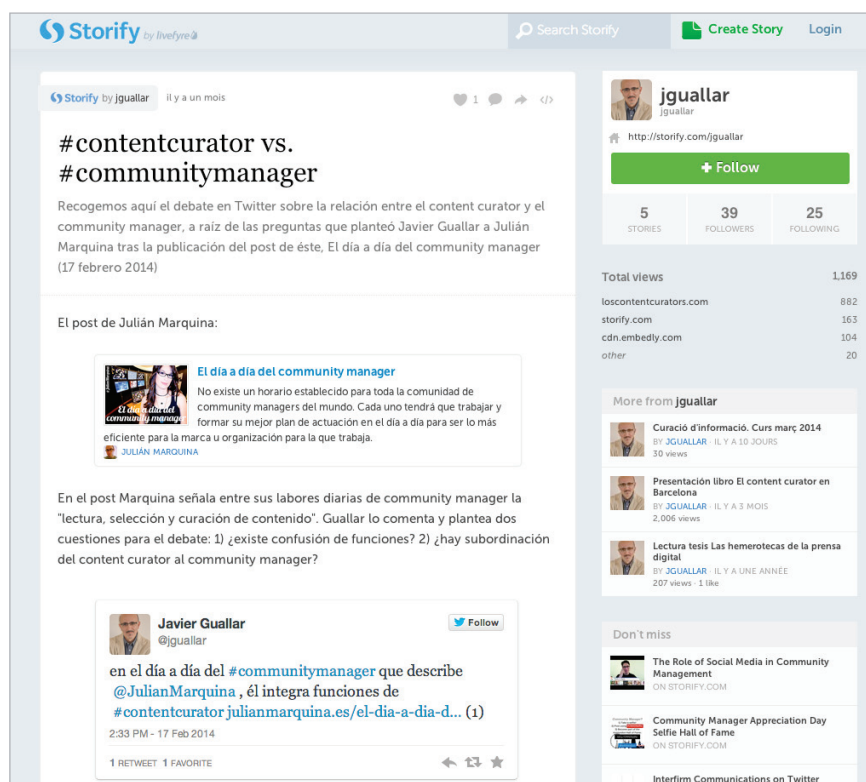 Storify by livefyre
Search Storify
Create Story
Login
Storify by jguallar il y a un mois
1
#contentcurator vs.
#communitymanager
Recogemos aquí el debate en Twitter sobre la relación entre el content curator y el
community manager, a raíz de las preguntas que planteó Javier Guallar a Julián
Marquina tras la publicación del post de éste, El día a día del community manager
(17 febrero 2014)
El post de Julián Marquina:
El día a día del community manager
El día a día del community manager
No existe un horario establecido para toda la comunidad de
community managers del mundo. Cada uno tendrá que trabajar y
formar su mejor plan de actuación en el día a día para ser lo más
eficiente para la marca u organización para la que trabaja.
JULIÁN MARQUINA
En el post Marquina señala entre sus labores diarias de community manager la
"lectura, selección y curación de contenido". Guallar lo comenta y plantea dos
cuestiones para el debate: 1) ¿existe confusión de funciones? 2) ¿hay subordinación
del content curator al community manager?
Javier Guallar
@jguallar
Follow
en el día a día del #communitymanager que describe
@JulianMarquina , él integra funciones de
#contentcurator julianmarquina.es/el-dia-a-dia-d... (1)
2:33 PM - 17 Feb 2014
1 RETWEET 1 FAVORITE
jguallar
jguallar
http://storify.com/jguallar
+ Follow
5 39 25
STORIES FOLLOWERS FOLLOWING
Total views 1,169
loscontentcurators.com 882
storify.com 163
cdn.embedly.com 104
other 20
More from jguallar
Curació d'informació. Curs març 2014
BY JGUALLAR · IL Y A 10 JOURS
30 views
Presentación libro El content curator en
Barcelona
BY JGUALLAR · IL Y A 3 MOIS
2,006 views
Lectura tesis Las hemerotecas de la prensa
digital
BY JGUALLAR · IL Y A UNE ANNÉE
207 views · 1 like
Don't miss
The Role of Social Media in Community
Management
ON STORIFY.COM
Community Manager Appreciation Day
Selfie Hall of Fame
ON STORIFY.COM
Interfirm Communications on Twitter